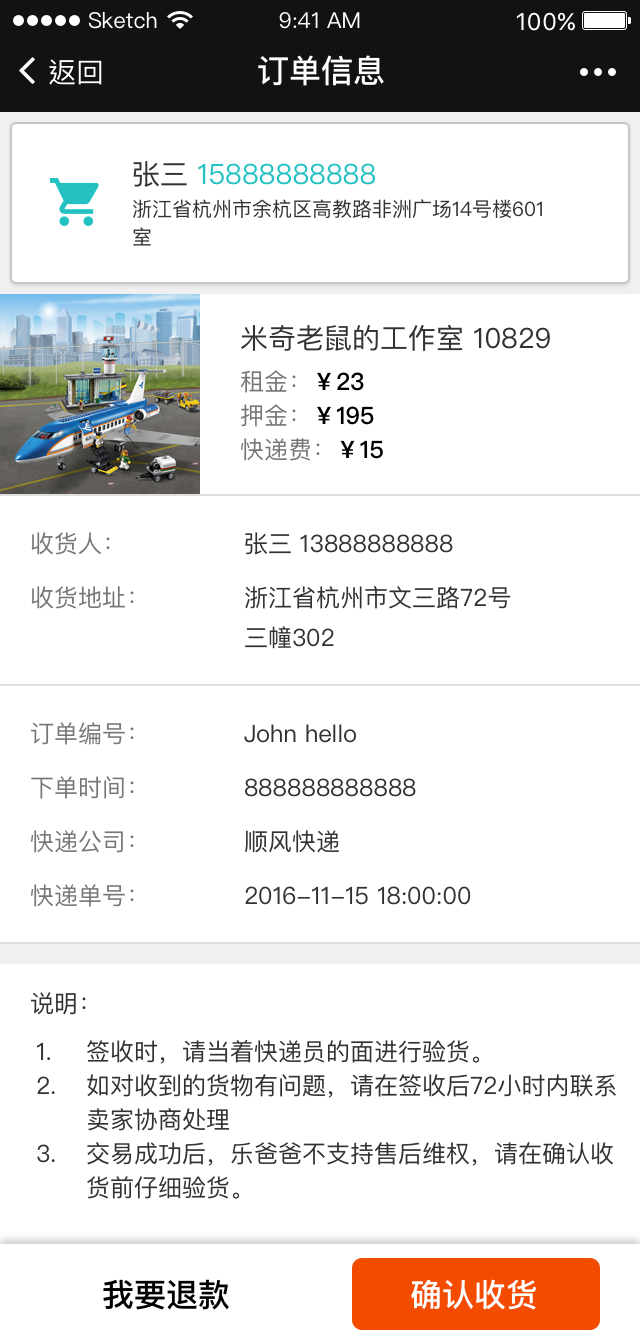 Sketch 9:41 AM 100%
返回 订单信息
张三 15888888888
浙江省杭州市余杭区高教路非洲广场14号楼601
室
米奇老鼠的工作室 10829
租金： ￥23
押金： ￥195
快递费： ￥15
收货人： 张三 13888888888
收货地址： 浙江省杭州市文三路72号
三幢302
订单编号： John hello
下单时间： 888888888888
快递公司： 顺风快递
快递单号： 2016-11-15 18:00:00
说明：
1. 签收时，请当着快递员的面进行验货。
2. 如对收到的货物有问题，请在签收后72小时内联系
卖家协商处理
3. 交易成功后，乐爸爸不支持售后维权，请在确认收
货前仔细验货。
我要退款 确认收货